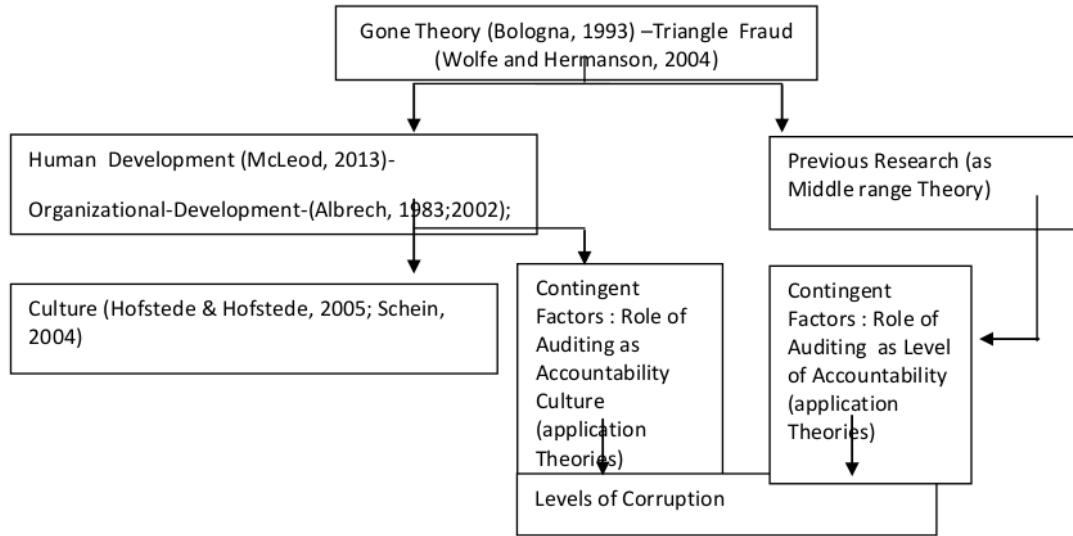 Gone Theory (Bologna, 1993) –Triangle Fraud
(Wolfe and Hermanson, 2004)
Human Development (McLeod, 2013)-
Organizational-Development-(Albrech, 1983;2002);
Previous Research (as
Middle range Theory)
Culture (Hofstede & Hofstede, 2005; Schein,
2004)
Contingent
Factors : Role of
Auditing as
Accountability
Culture
(application
Theories)
Contingent
Factors : Role of
Auditing as Level
of Accountability
(application
Theories)
Levels of Corruption